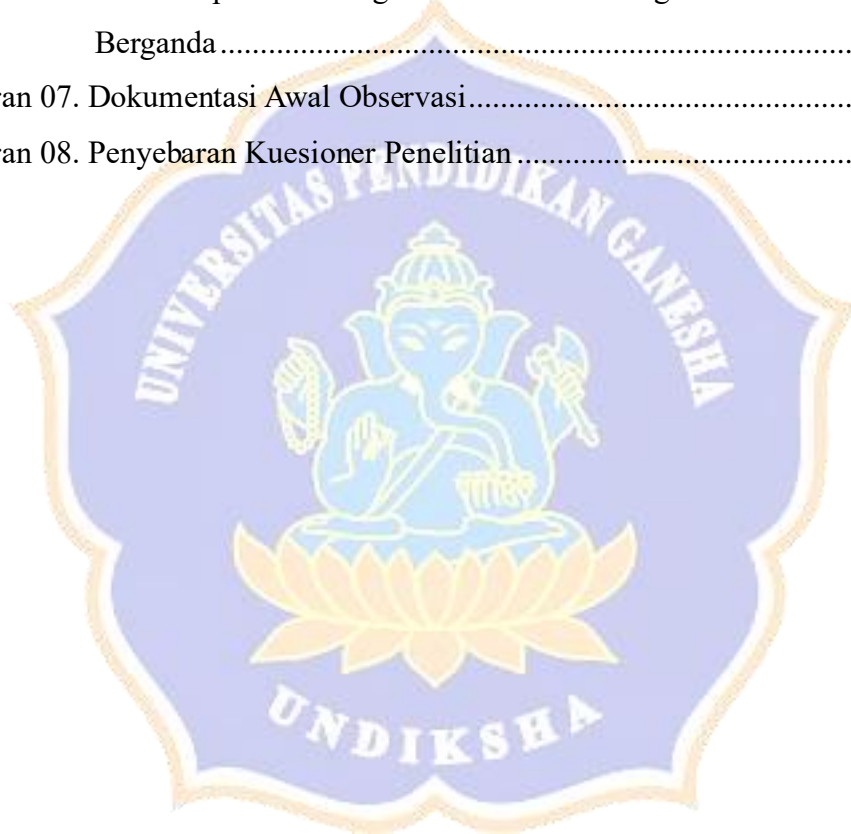 Berganda
ran 07. Dokumentasi Awal Observasi
ran 08. Penyebaran Kuesioner Penelitian
UNIVERSITAS PENDIDIKAN GANESHA
UNDIKSHA